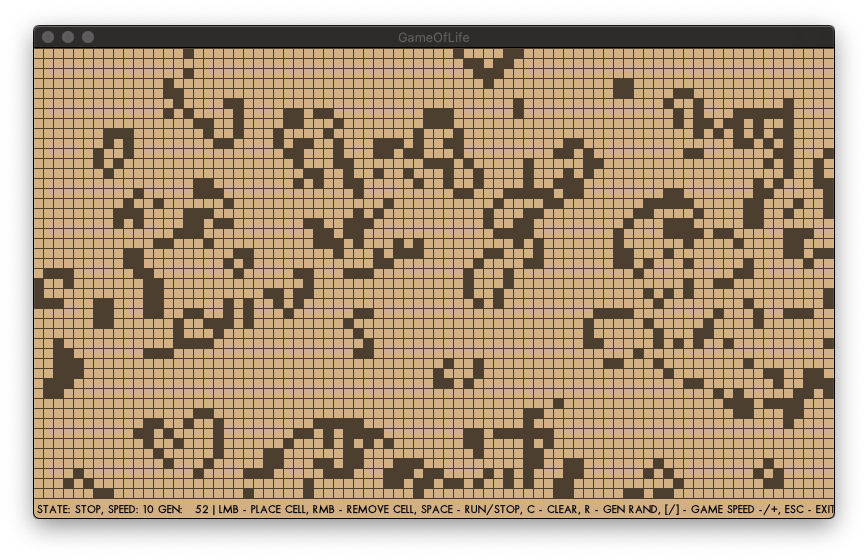 GameOfLife
STATE: STOP, SPEED: 10 GEN: 52 | LMB - PLACE CELL, RMB - REMOVE CELL, SPACE - RUN/STOP, C - CLEAR, R - GEN RAND, [/] - GAME SPEED -/+, ESC - EXIT